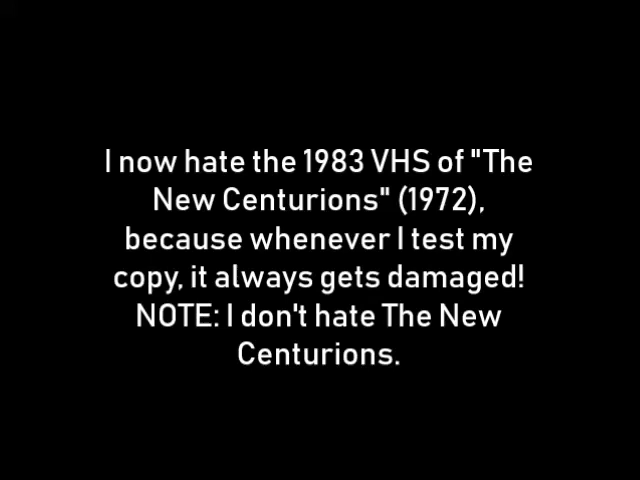 I now hate the 1983 VHS of "The
New Centurions" (1972),
because whenever I test my
copy, it always gets damaged!
NOTE: I don't hate The New
Centurions.